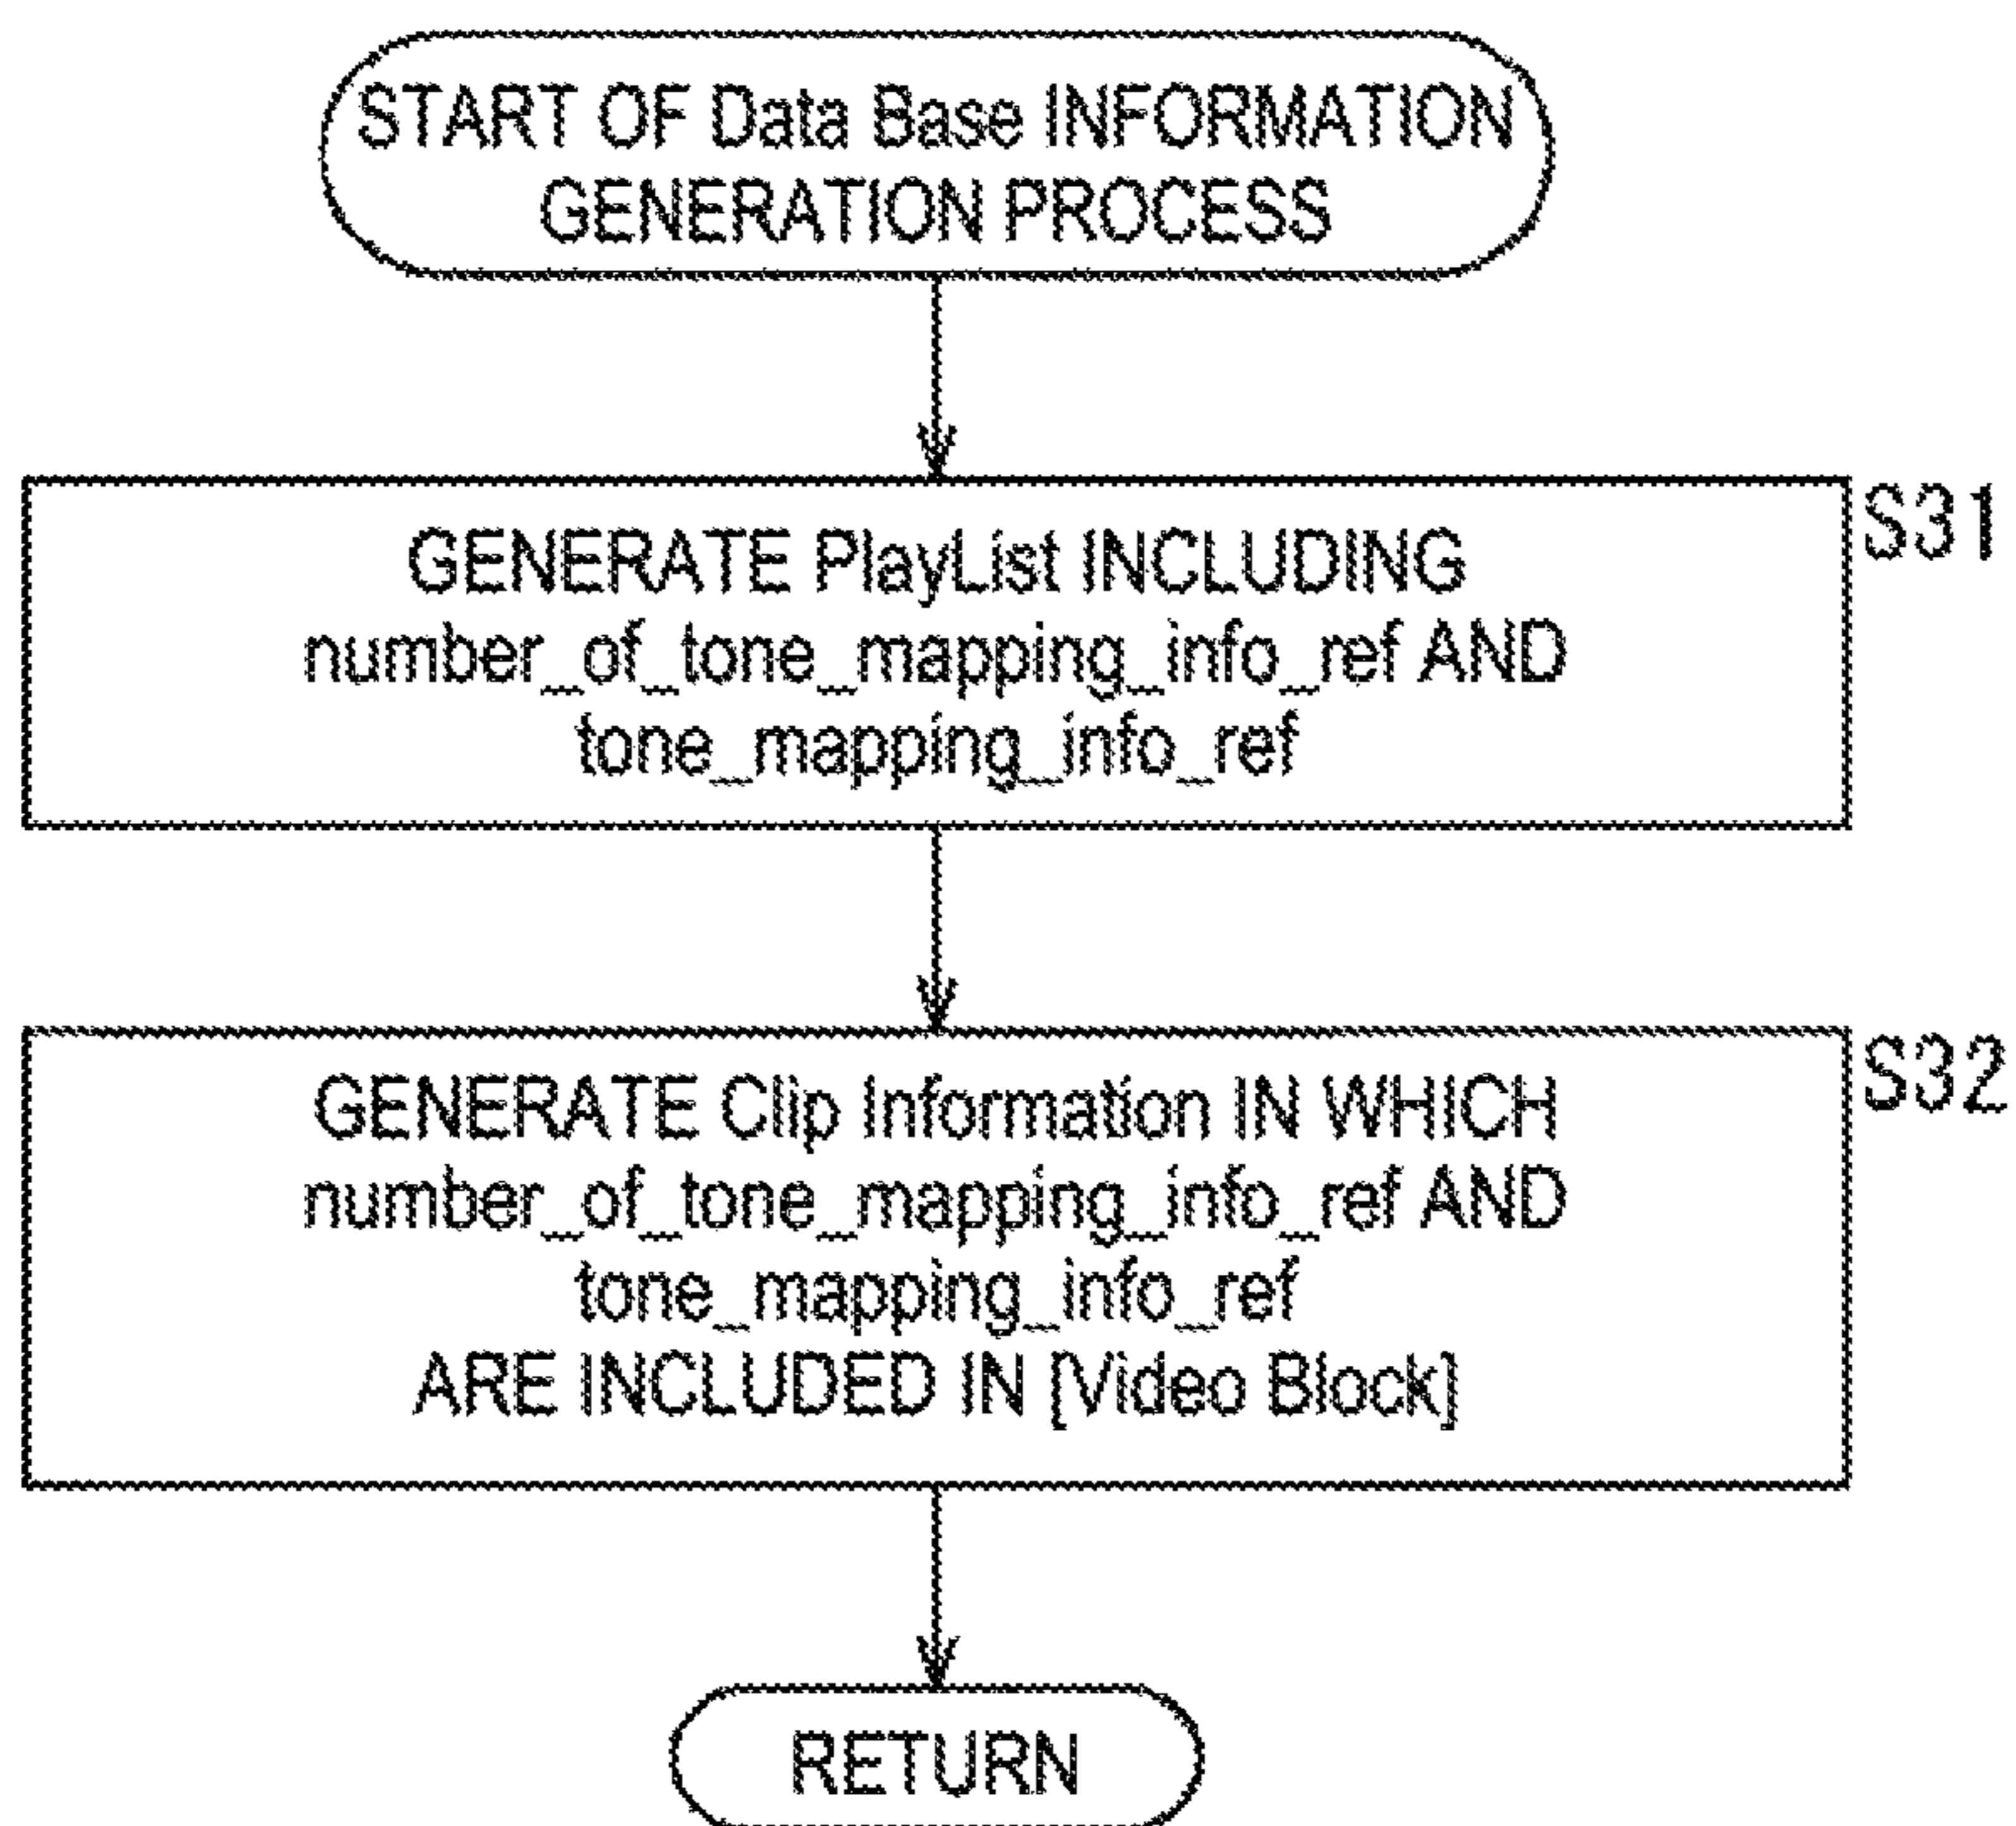 START OF Data Base INFORMATION
GENERATION PROCESS
GENERATE PlayList INCLUDING
number_of_tone_mapping_info_ref AND
tone_mapping_info_ref
S31
GENERATE Clip Information IN WHICH
number_of_tone_mapping_info_ref AND
tone_mapping_info_ref
ARE INCLUDED IN [Video Block]
S32
RETURN